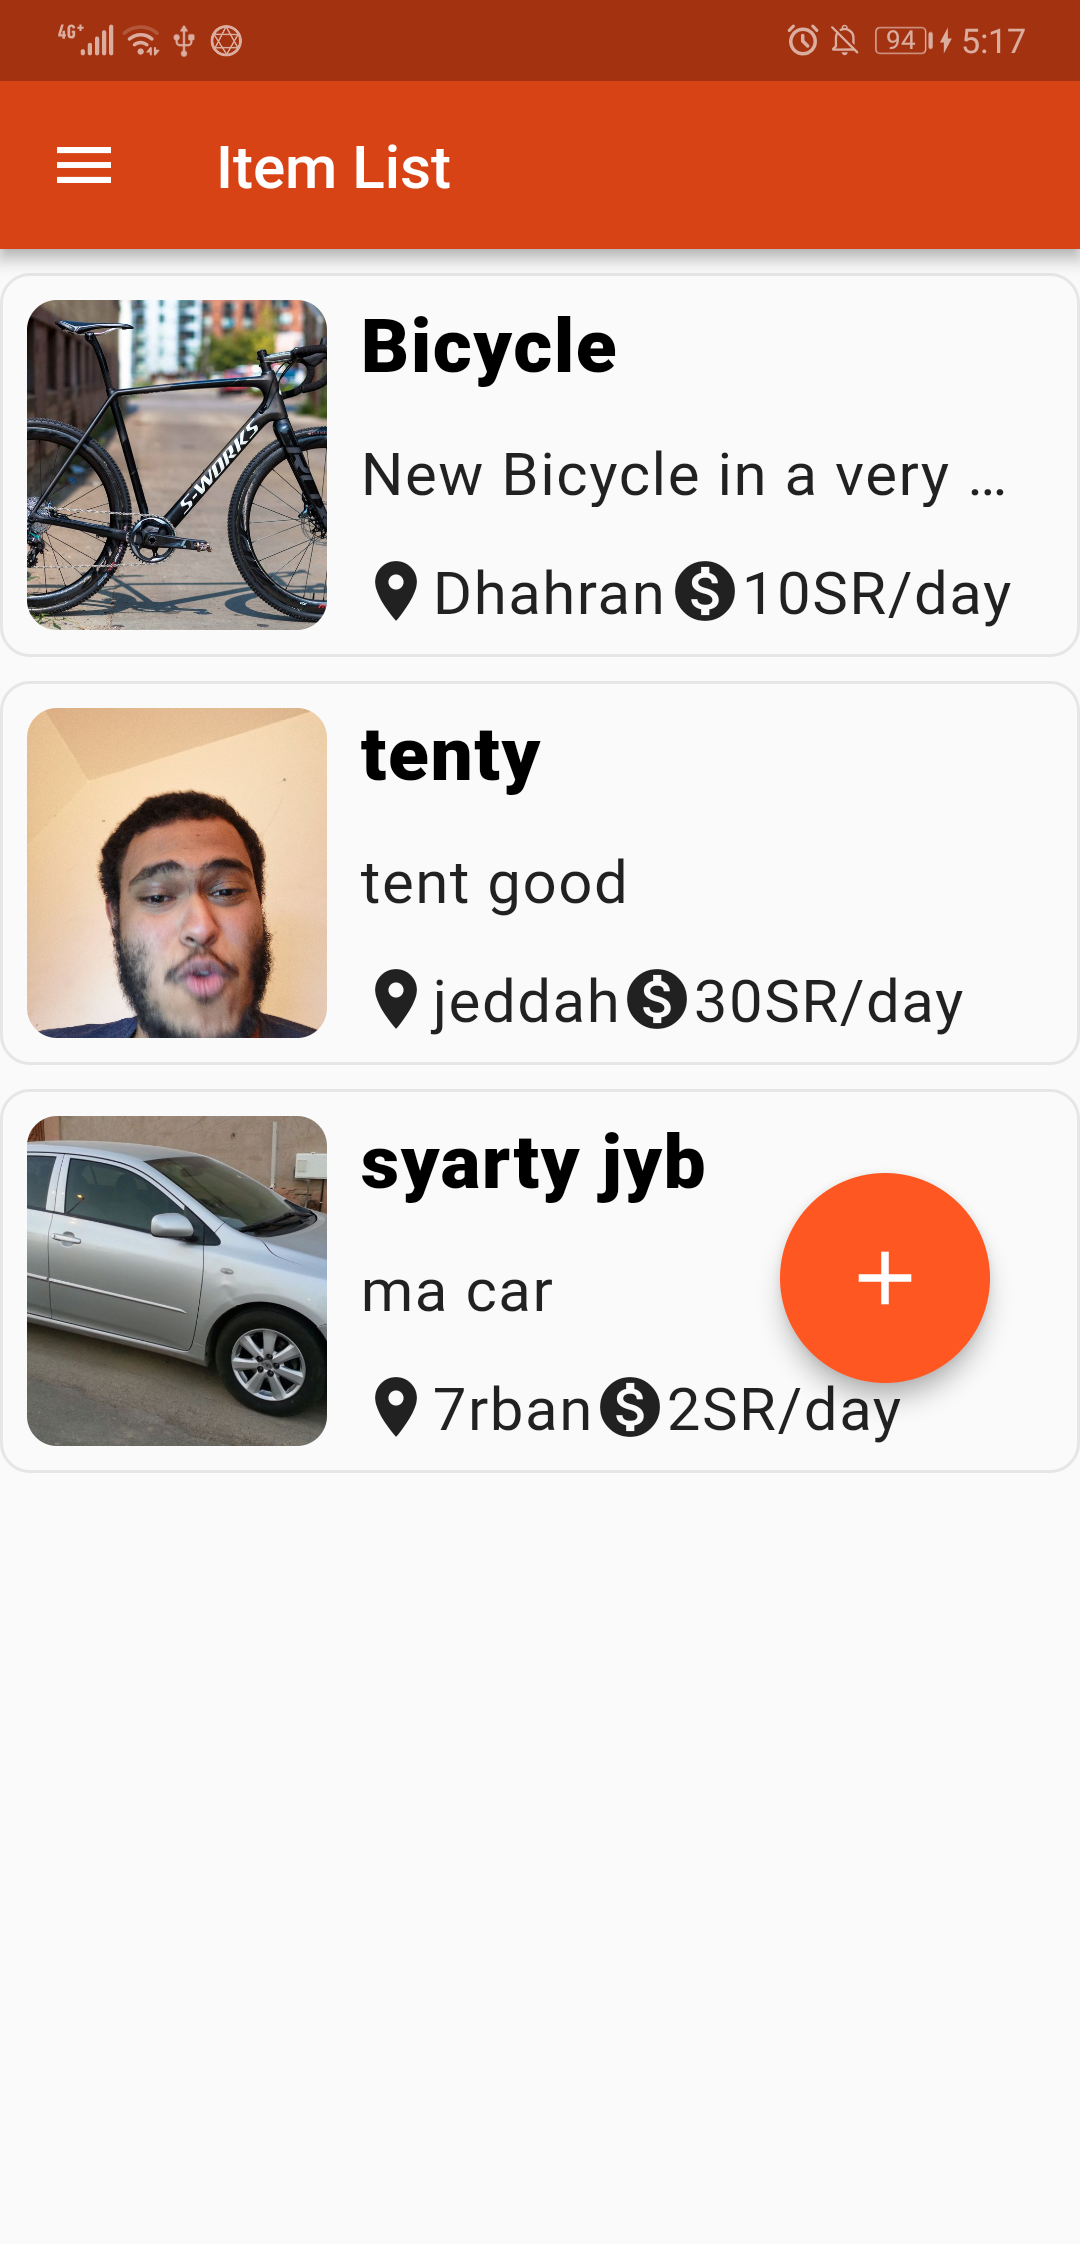 4G+ 94 5:17
Item List
S-WORKS
Bicycle
New Bicycle in a very …
Dhahran $ 10SR/day
tenty
tent good
jeddah $ 30SR/day
syarty jyb
ma car
7rban $ 2SR/day
+